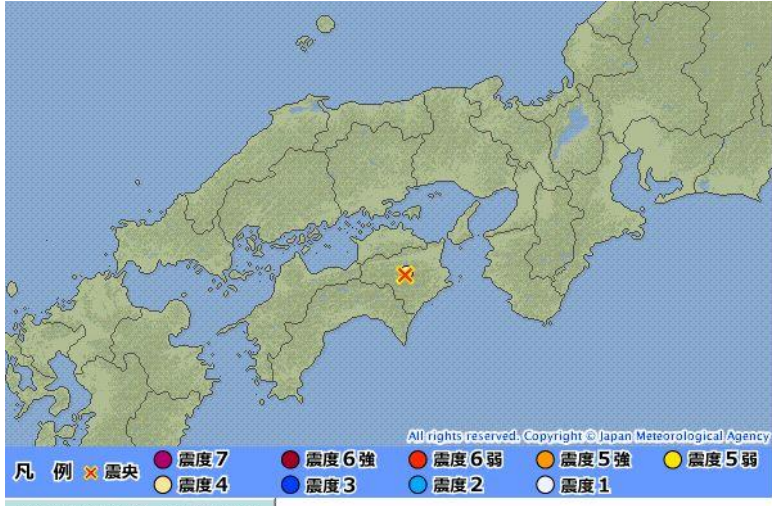 All rights reserved. Copyright © Japan Meteorological Agency
凡 例 × 震央 震度7 震度6強 震度6弱 震度5強 震度5弱
震度4 震度3 震度2 震度1